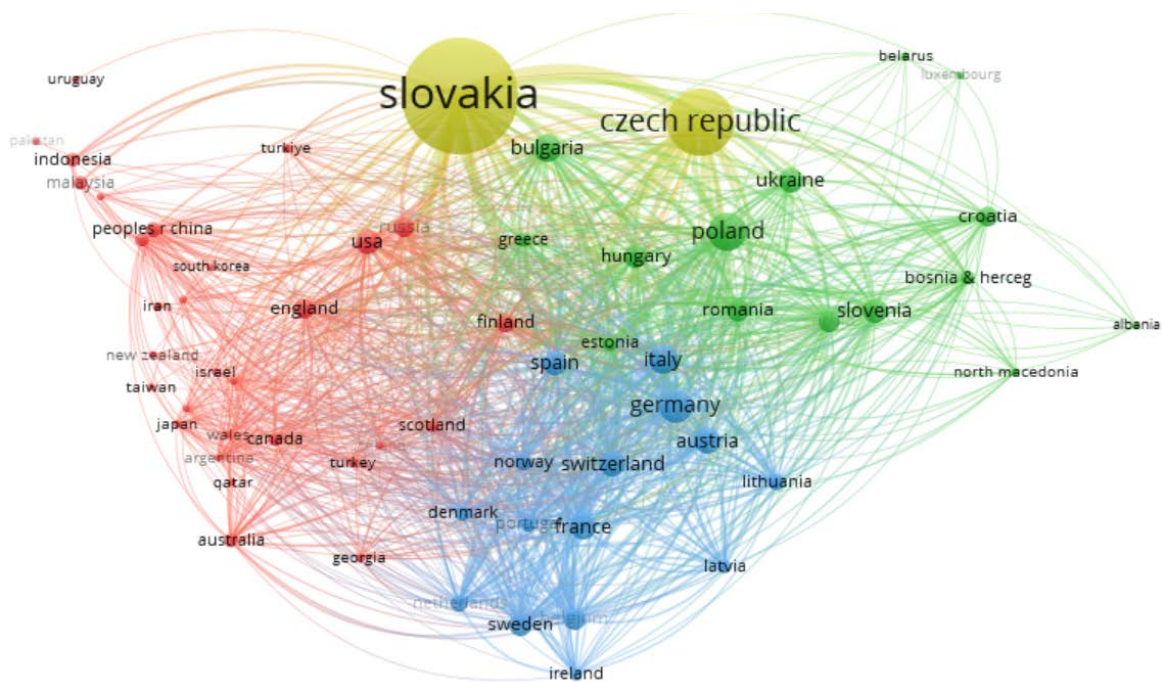 uruguay
belarus
luxembourg
slovakia
czech republic
pakistan
indonesia
malaysia
turkiye
bulgaria
ukraine
peoples r china
usa
russia
greece
poland
hungary
croatia
south korea
bosnia & herceg
iran
england
finland
romania
slovenia
albania
new zealand
israel
estonia
spain
italy
north macedonia
taiwan
japan
wales
canada
scotland
germany
austria
argentina
turkey
norway
switzerland
qatar
lithuania
denmark
portugal
france
australia
georgia
latvia
netherlands
sweden
belgium
ireland